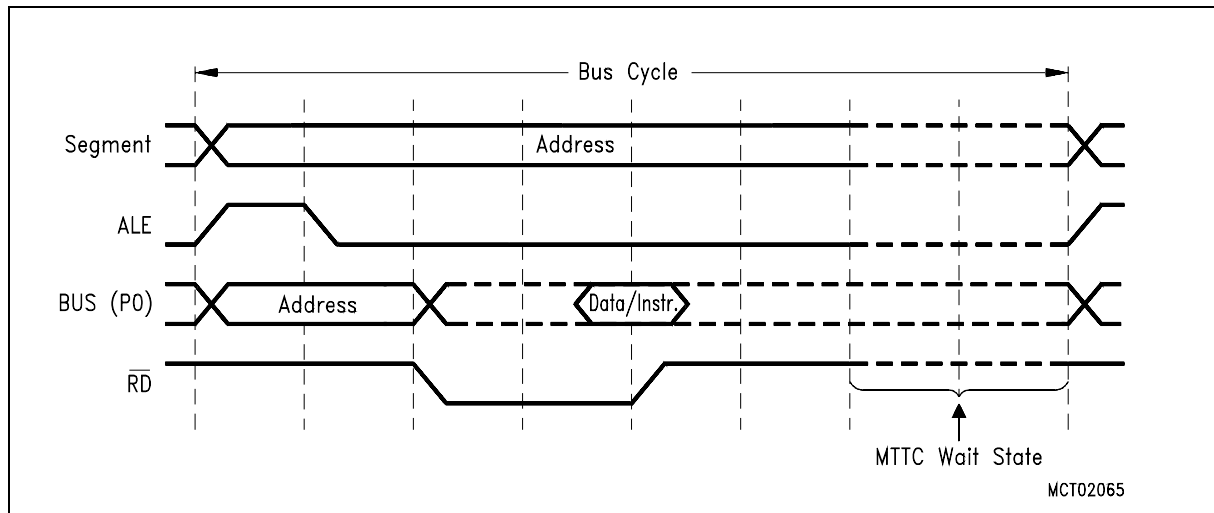 Bus Cycle
Segment
Address
ALE
BUS (P0)
Address
Data/Instr.
RD
MTTC Wait State
MCT02065